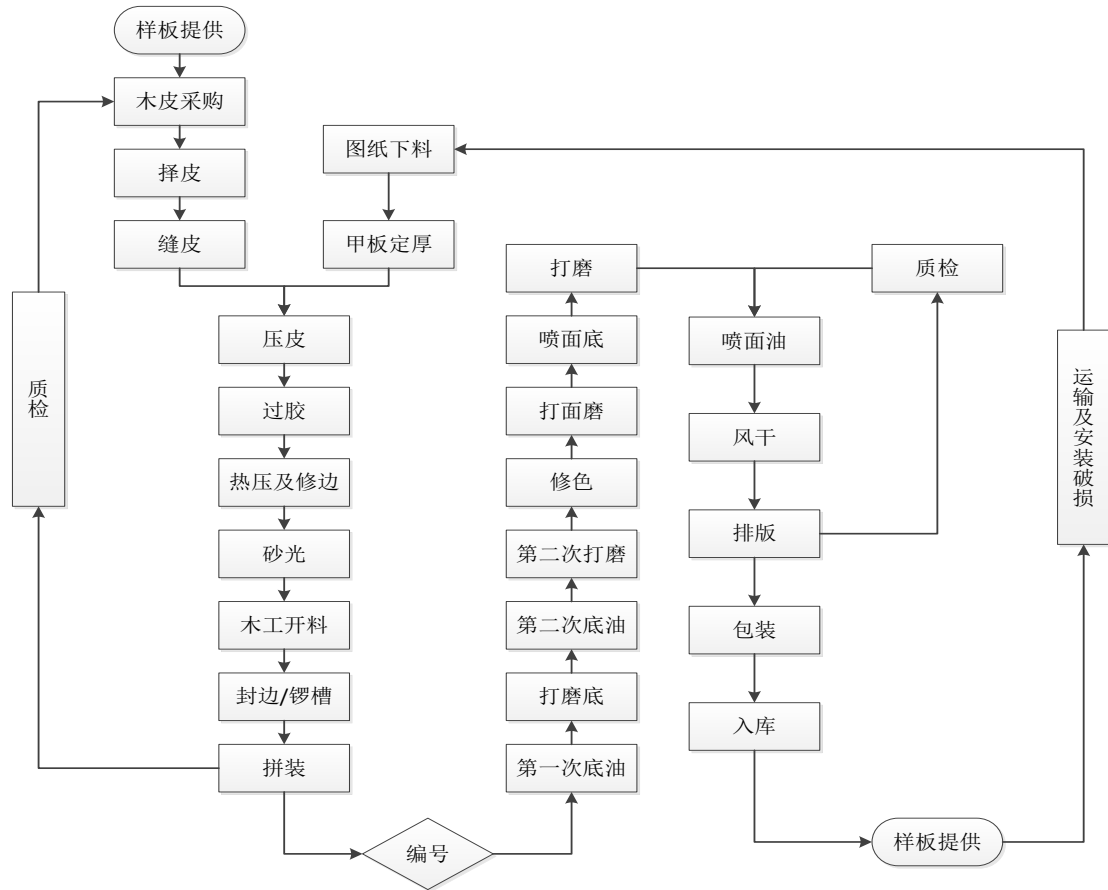 样板提供
木皮采购
择皮
缝皮
图纸下料
甲板定厚
压皮
过胶
热压及修边
砂光
木工开料
封边/锣槽
拼装
质检
编号
第一次底油
打磨底
第二次底油
第二次打磨
修色
打面磨
喷面底
打磨
质检
喷面油
风干
排版
包装
入库
样板提供
运输及安装破损